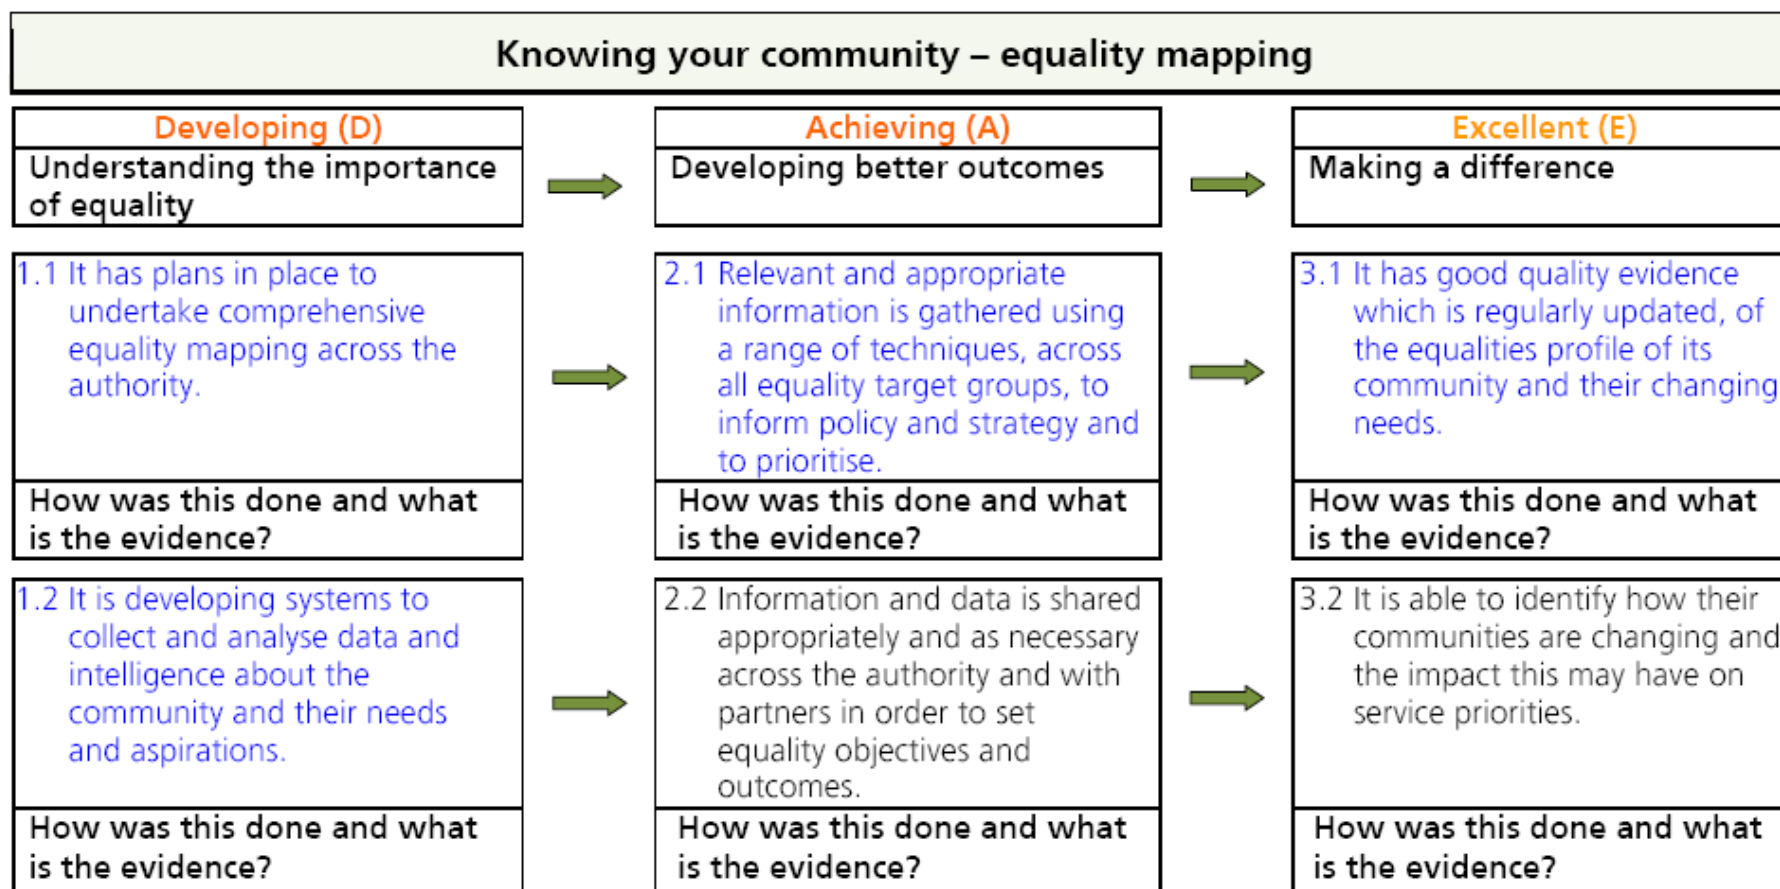 Knowing your community – equality mapping
Developing (D)
Understanding the importance
of equality
Achieving (A)
Developing better outcomes
Excellent (E)
Making a difference
1.1 It has plans in place to
undertake comprehensive
equality mapping across the
authority.
How was this done and what
is the evidence?
2.1 Relevant and appropriate
information is gathered using
a range of techniques, across
all equality target groups, to
inform policy and strategy and
to prioritise.
How was this done and what
is the evidence?
3.1 It has good quality evidence
which is regularly updated, of
the equalities profile of its
community and their changing
needs.
How was this done and what
is the evidence?
1.2 It is developing systems to
collect and analyse data and
intelligence about the
community and their needs
and aspirations.
How was this done and what
is the evidence?
2.2 Information and data is shared
appropriately and as necessary
across the authority and with
partners in order to set
equality objectives and
outcomes.
How was this done and what
is the evidence?
3.2 It is able to identify how their
communities are changing and
the impact this may have on
service priorities.
How was this done and what
is the evidence?